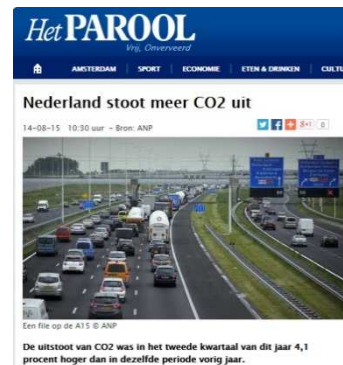 Het PAROOL
Vrij, Onverveerd
AMSTERDAM SPORT ECONOMIE ETEN & DRINKEN CULTU
Nederland stoot meer CO2 uit
14-08-15 10:30 uur - Bron: ANP
0
Een file op de A15 © ANP
De uitstoot van CO2 was in het tweede kwartaal van dit jaar 4,1
procent hoger dan in dezelfde periode vorig jaar.